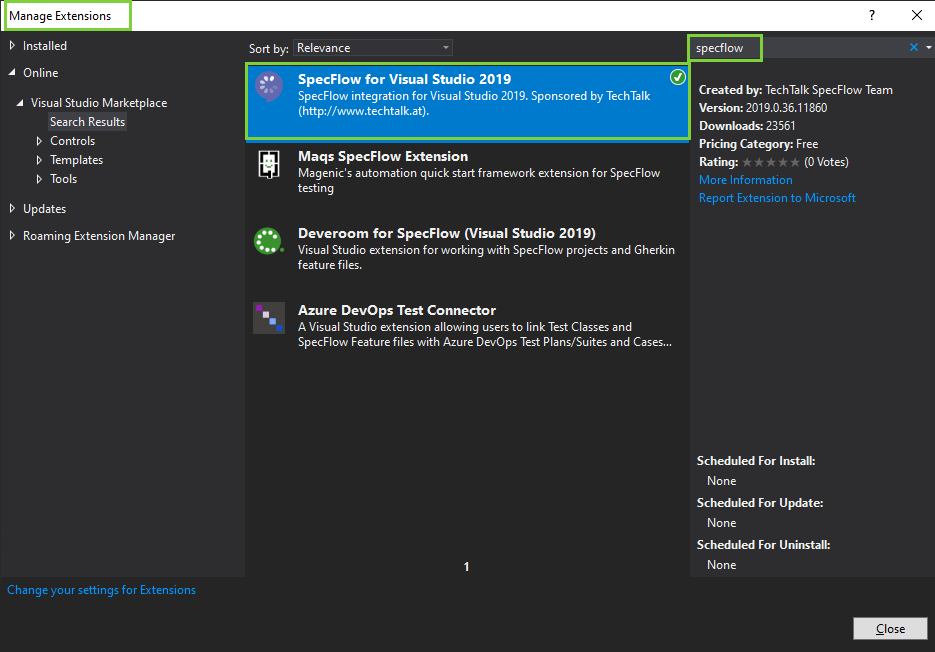 Manage Extensions
?
Installed
Online
Visual Studio Marketplace
Search Results
Controls
Templates
Tools
Updates
Roaming Extension Manager
Sort by: Relevance
SpecFlow for Visual Studio 2019
SpecFlow integration for Visual Studio 2019. Sponsored by TechTalk
(http://www.techtalk.at).
Maqs SpecFlow Extension
Magenic's automation quick start framework extension for SpecFlow
testing
Deveroom for SpecFlow (Visual Studio 2019)
Visual Studio extension for working with SpecFlow projects and Gherkin
feature files.
Azure DevOps Test Connector
A Visual Studio extension allowing users to link Test Classes and
SpecFlow Feature files with Azure DevOps Test Plans/Suites and Cases...
1
specflow
Created by: TechTalk SpecFlow Team
Version: 2019.0.36.11860
Downloads: 23561
Pricing Category: Free
Rating: ★★★★★ (0 Votes)
More Information
Report Extension to Microsoft
Scheduled For Install:
None
Scheduled For Update:
None
Scheduled For Uninstall:
None
Change your settings for Extensions
Close